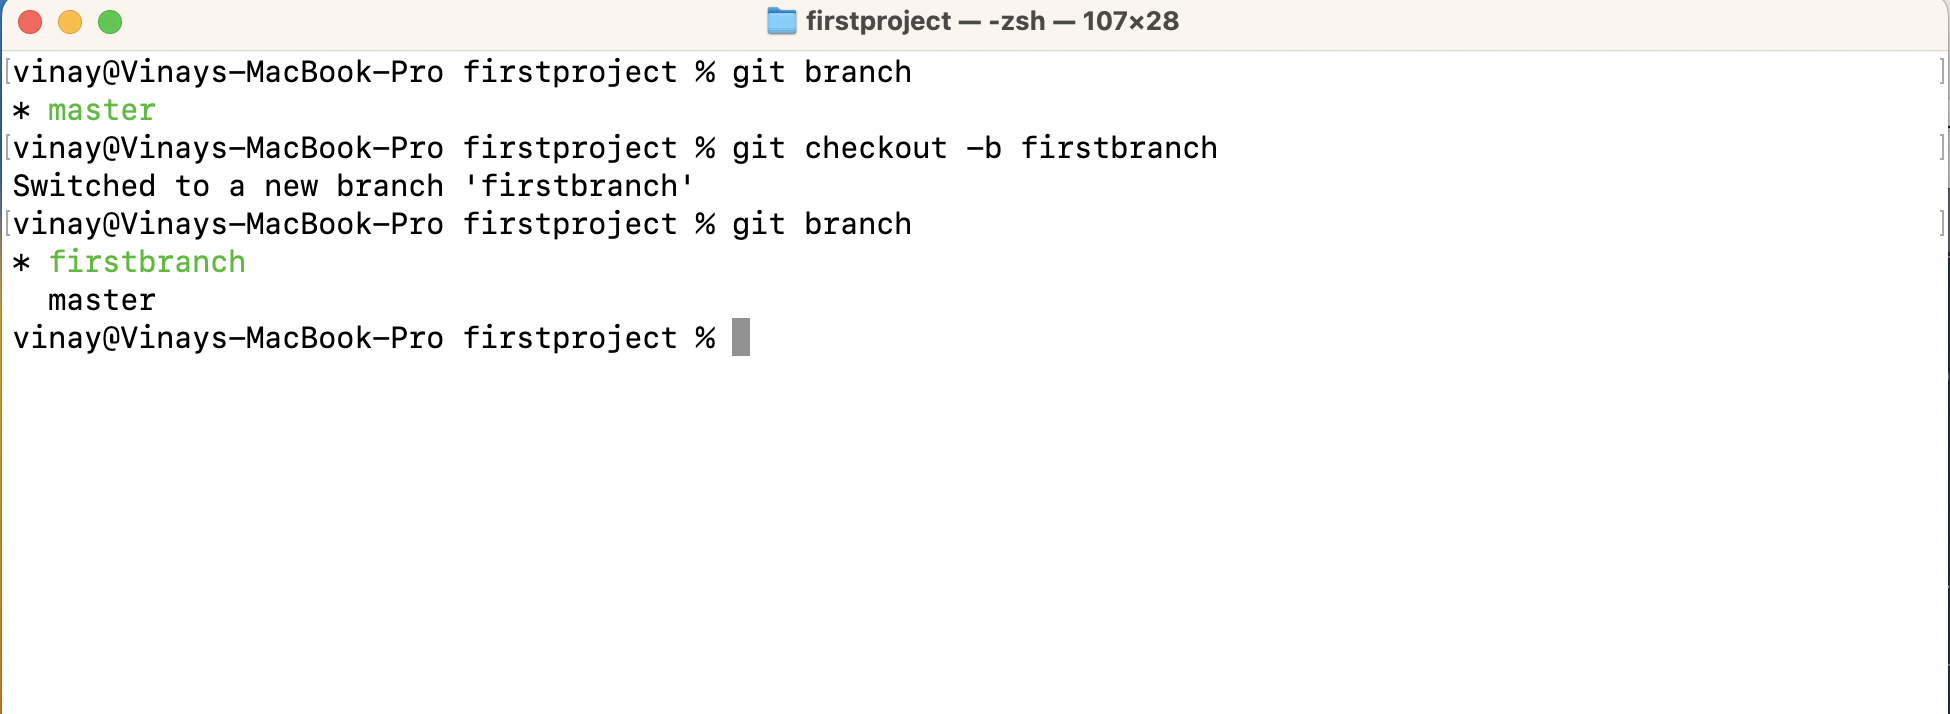 firstproject — -zsh — 107×28
[vinay@Vinays-MacBook-Pro firstproject % git branch ]
* master
[vinay@Vinays-MacBook-Pro firstproject % git checkout -b firstbranch ]
Switched to a new branch 'firstbranch'
[vinay@Vinays-MacBook-Pro firstproject % git branch ]
* firstbranch
  master
vinay@Vinays-MacBook-Pro firstproject %